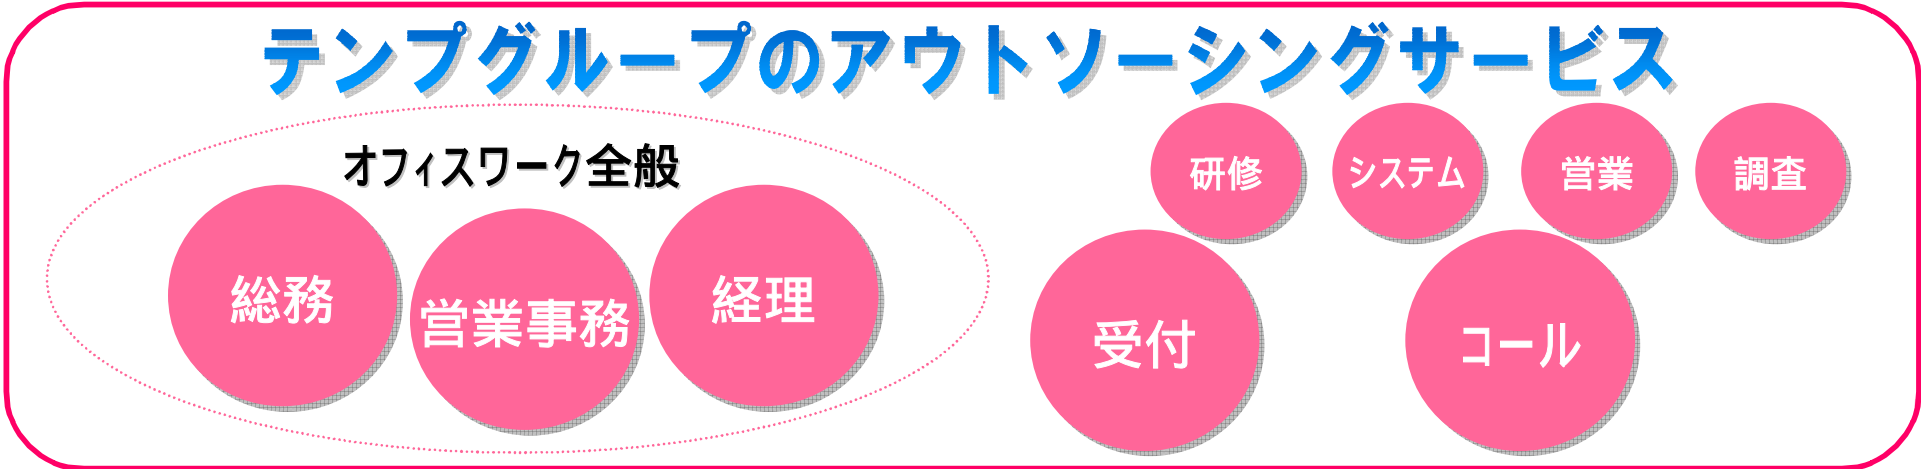 テンプグループのアウトソーシングサービス
オフィスワーク全般
総務
営業事務
経理
研修
システム
営業
調査
受付
コール